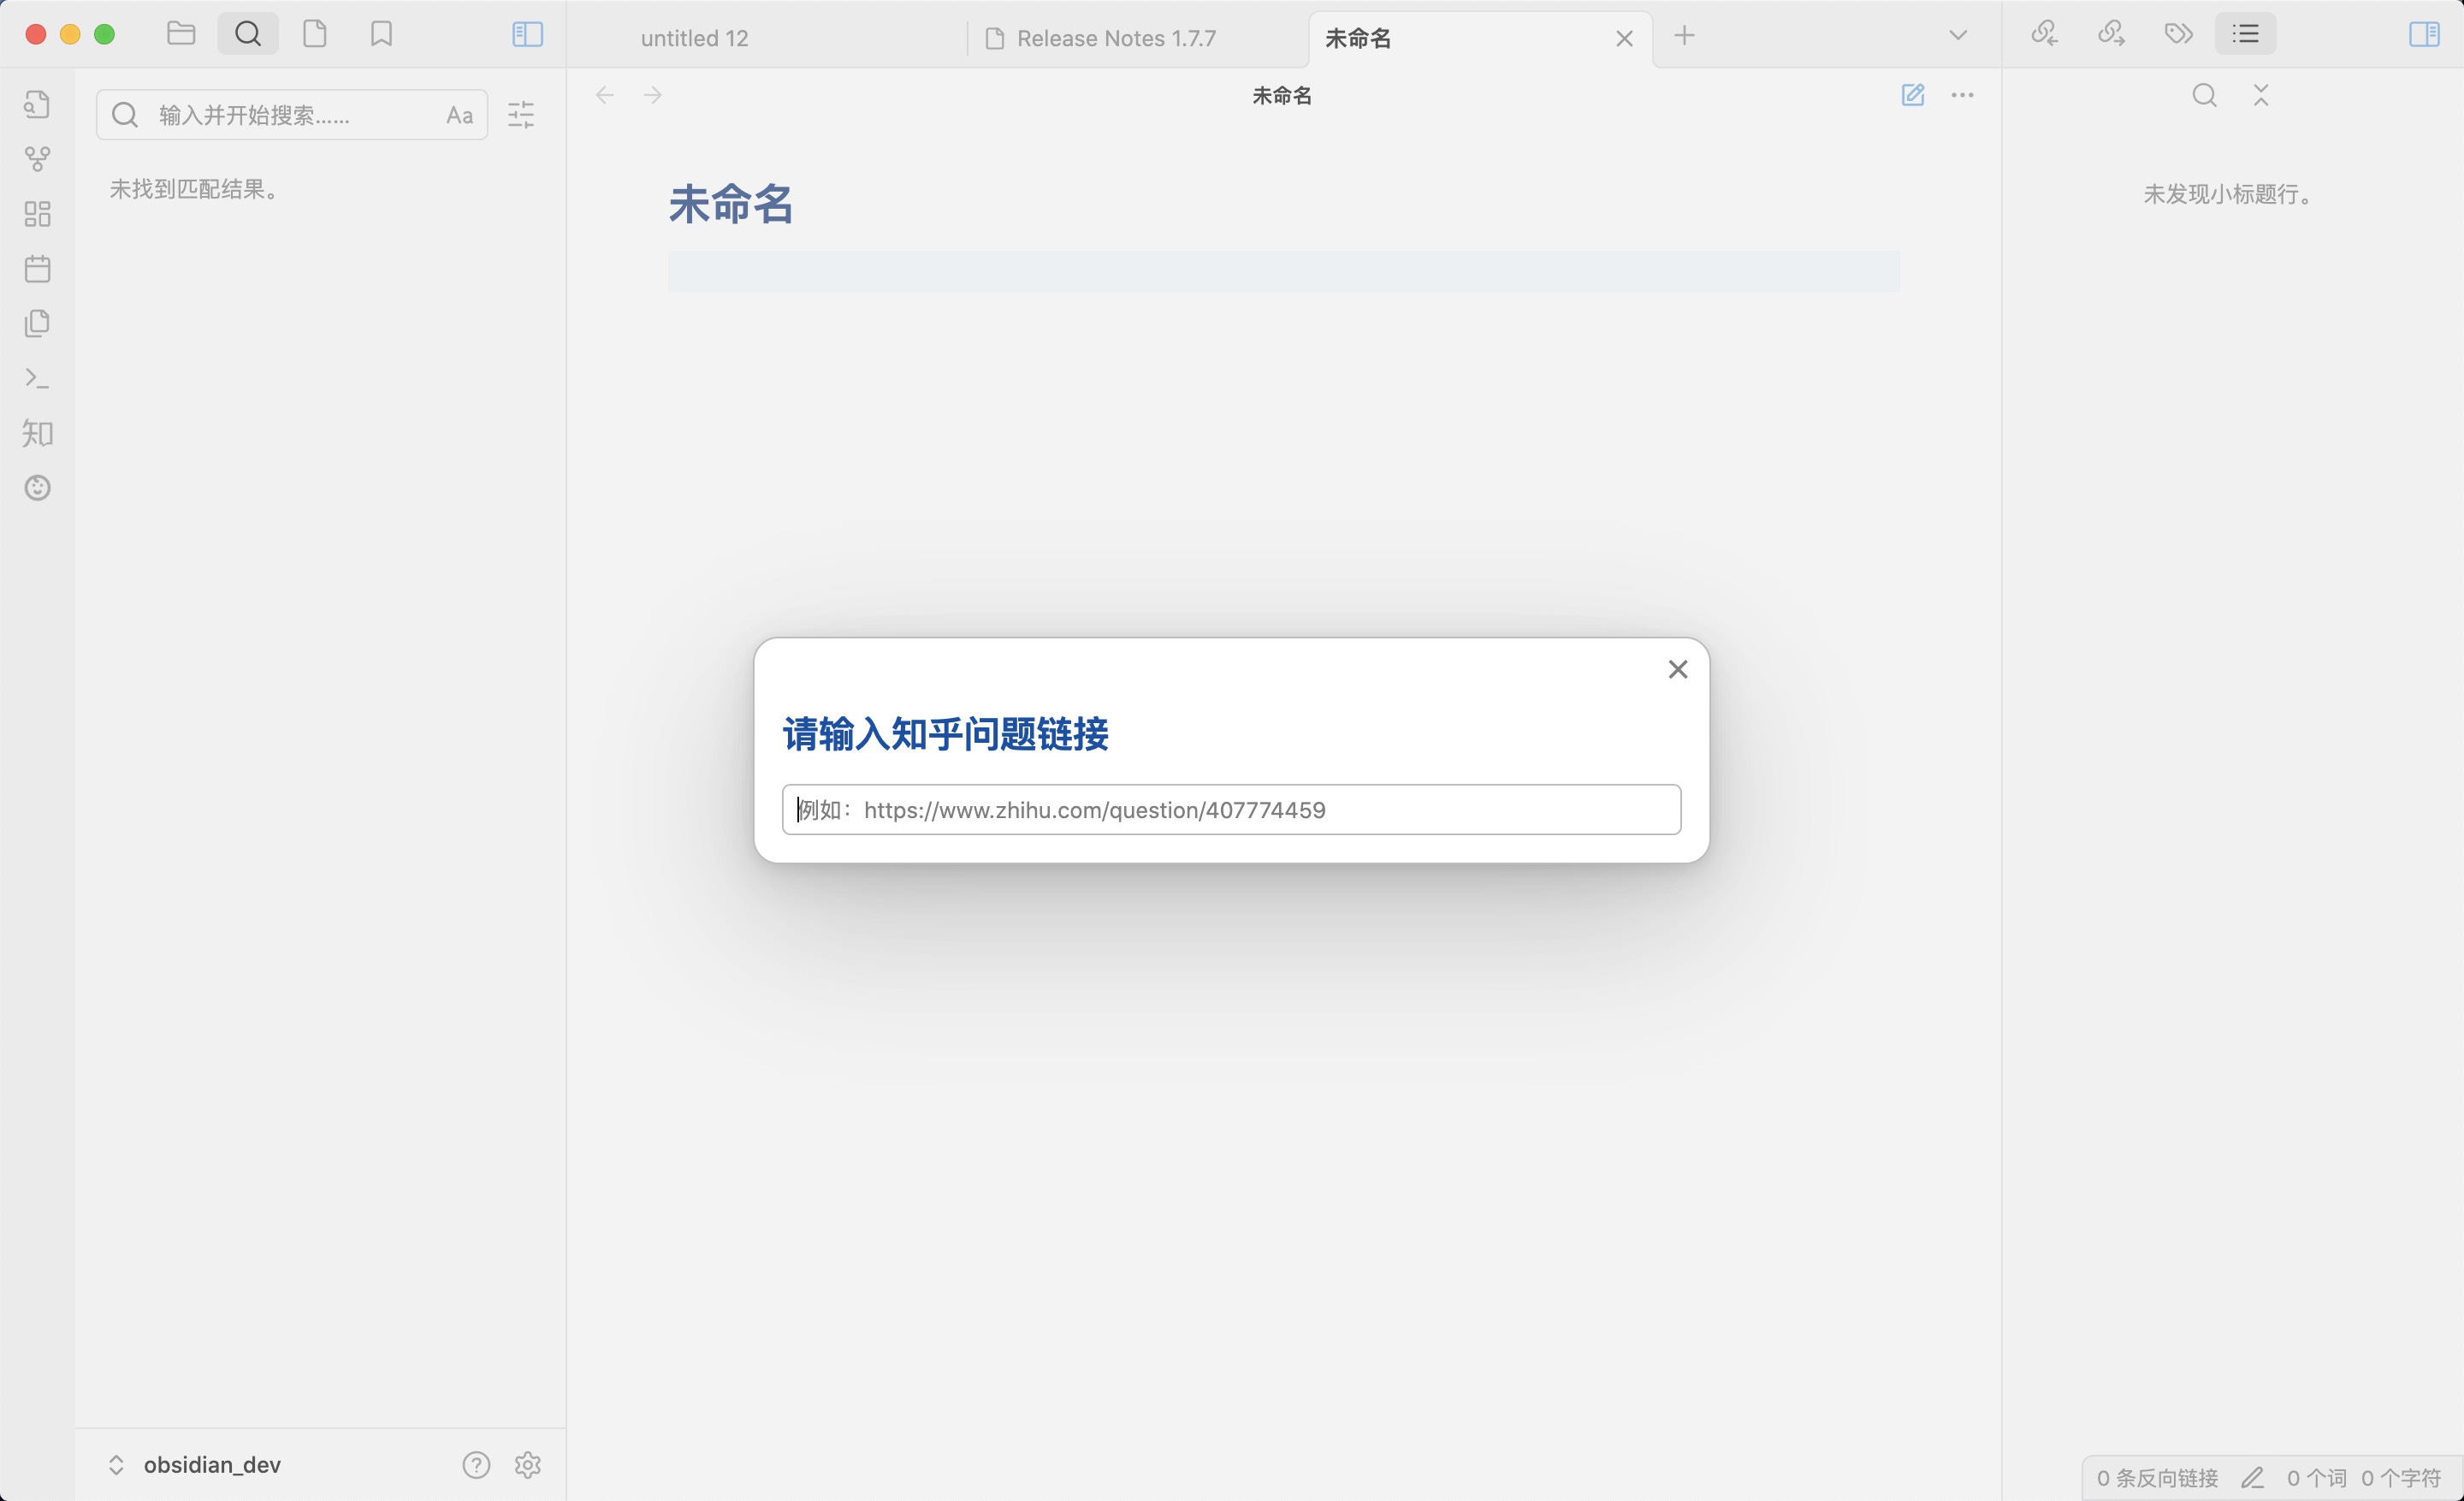 untitled 12
Release Notes 1.7.7
未命名
输入并开始搜索......
Aa
未命名
未找到匹配结果。
未命名
未发现小标题行。
知
请输入知乎问题链接
例如：https://www.zhihu.com/question/407774459
obsidian_dev
0 条反向链接
0 个词
0 个字符